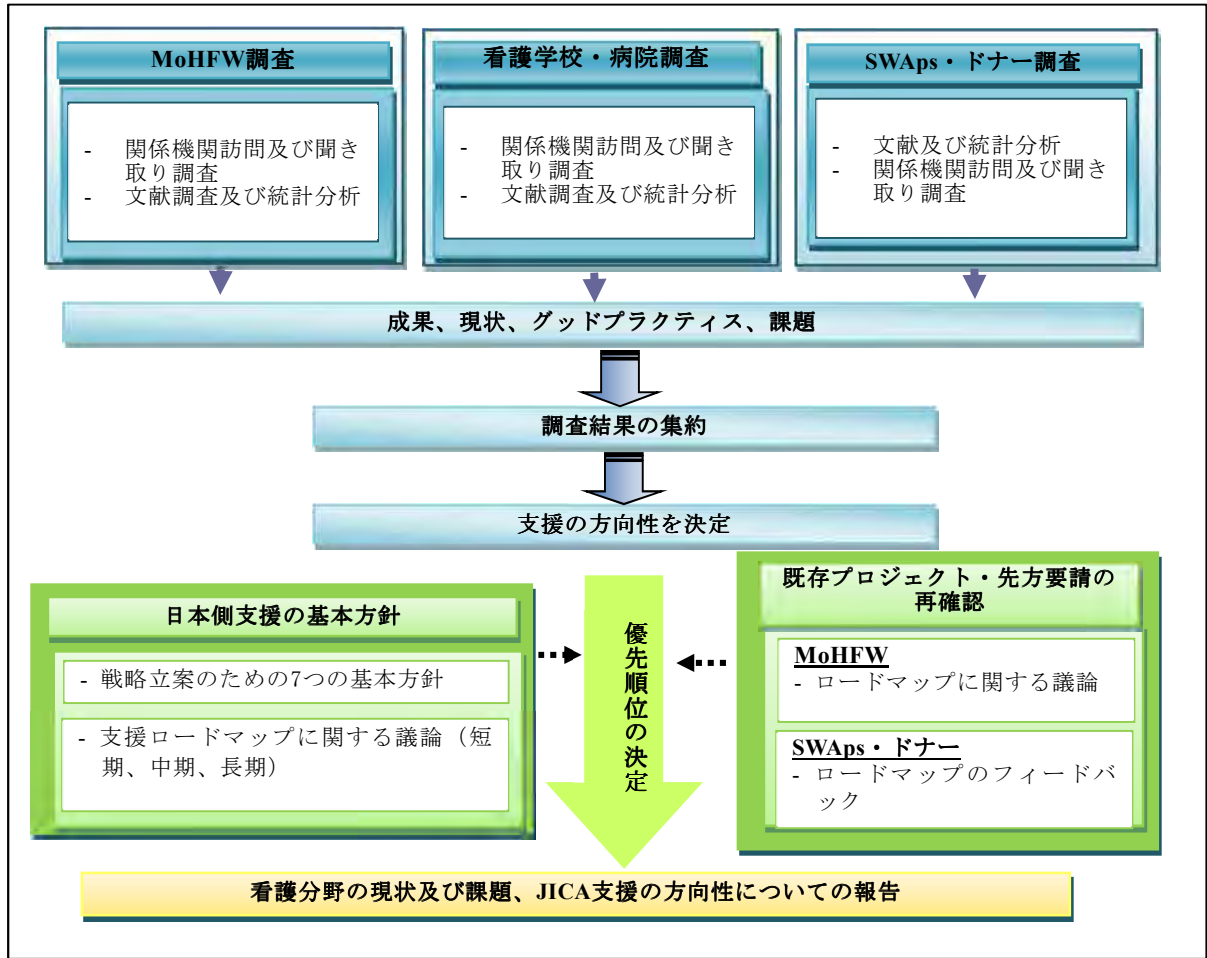 MoHFW調査
- 関係機関訪問及び聞き
取り調査
- 文献調査及び統計分析
看護学校・病院調査
- 関係機関訪問及び聞き
取り調査
- 文献調査及び統計分析
SWAps・ドナー調査
- 文献及び統計分析
- 関係機関訪問及び聞き
取り調査
成果、現状、グッドプラクティス、課題
調査結果の集約
支援の方向性を決定
日本側支援の基本方針
- 戦略立案のための7つの基本方針
- 支援ロードマップに関する議論（短
期、中期、長期）
優先順位の決定
既存プロジェクト・先方要請の
再確認
MoHFW
- ロードマップに関する議論
SWAps・ドナー
- ロードマップのフィードバ
ック
看護分野の現状及び課題、JICA支援の方向性についての報告